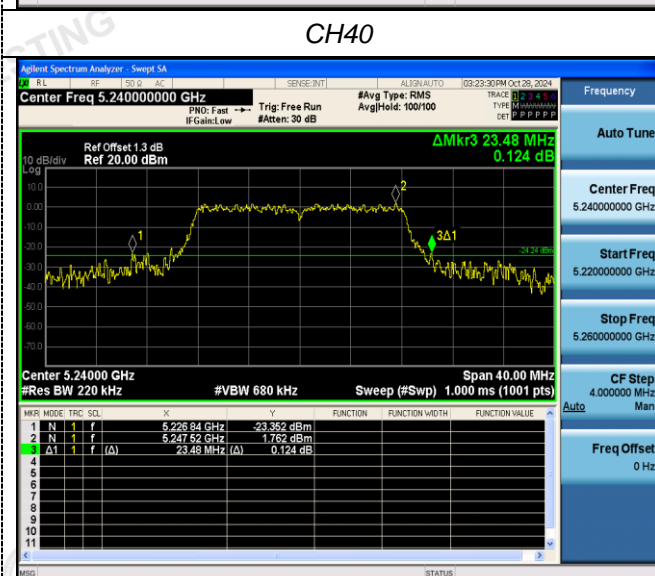 TESTING
CH40
Agilent Spectrum Analyzer - Swept SA
RL RF 50 Ω AC SENSE:INT ALIGN AUTO 03:23:30 PM Oct 28, 2024
Center Freq 5.240000000 GHz #Avg Type: RMS TRACE 1 2 3 4 5 6
PNO: Fast Trig: Free Run Avg|Hold: 100/100 TYPE M WWWWW
IFGain:Low #Atten: 30 dB DET P P P P P P
Frequency
Auto Tune
Center Freq
5.240000000 GHz
Start Freq
5.220000000 GHz
Stop Freq
5.260000000 GHz
CF Step
4.000000 MHz
Auto Man
Freq Offset
0 Hz
Ref Offset 1.3 dB ΔMkr3 23.48 MHz
10 dB/div Ref 20.00 dBm 0.124 dB
Log
10.0
0.00
-10.0
-20.0
-30.0
-40.0
-50.0
-60.0
-70.0
1
2
3Δ1
-24.24 dBm
Center 5.24000 GHz Span 40.00 MHz
#Res BW 220 kHz #VBW 680 kHz Sweep (#Swp) 1.000 ms (1001 pts)
MKR MODE TRC SCL X Y FUNCTION FUNCTION WIDTH FUNCTION VALUE
1 N 1 f 5.226 84 GHz -23.352 dBm
2 N 1 f 5.247 52 GHz 1.762 dBm
3 Δ1 1 f (Δ) 23.48 MHz (Δ) 0.124 dB
4
5
6
7
8
9
10
11
MSG STATUS